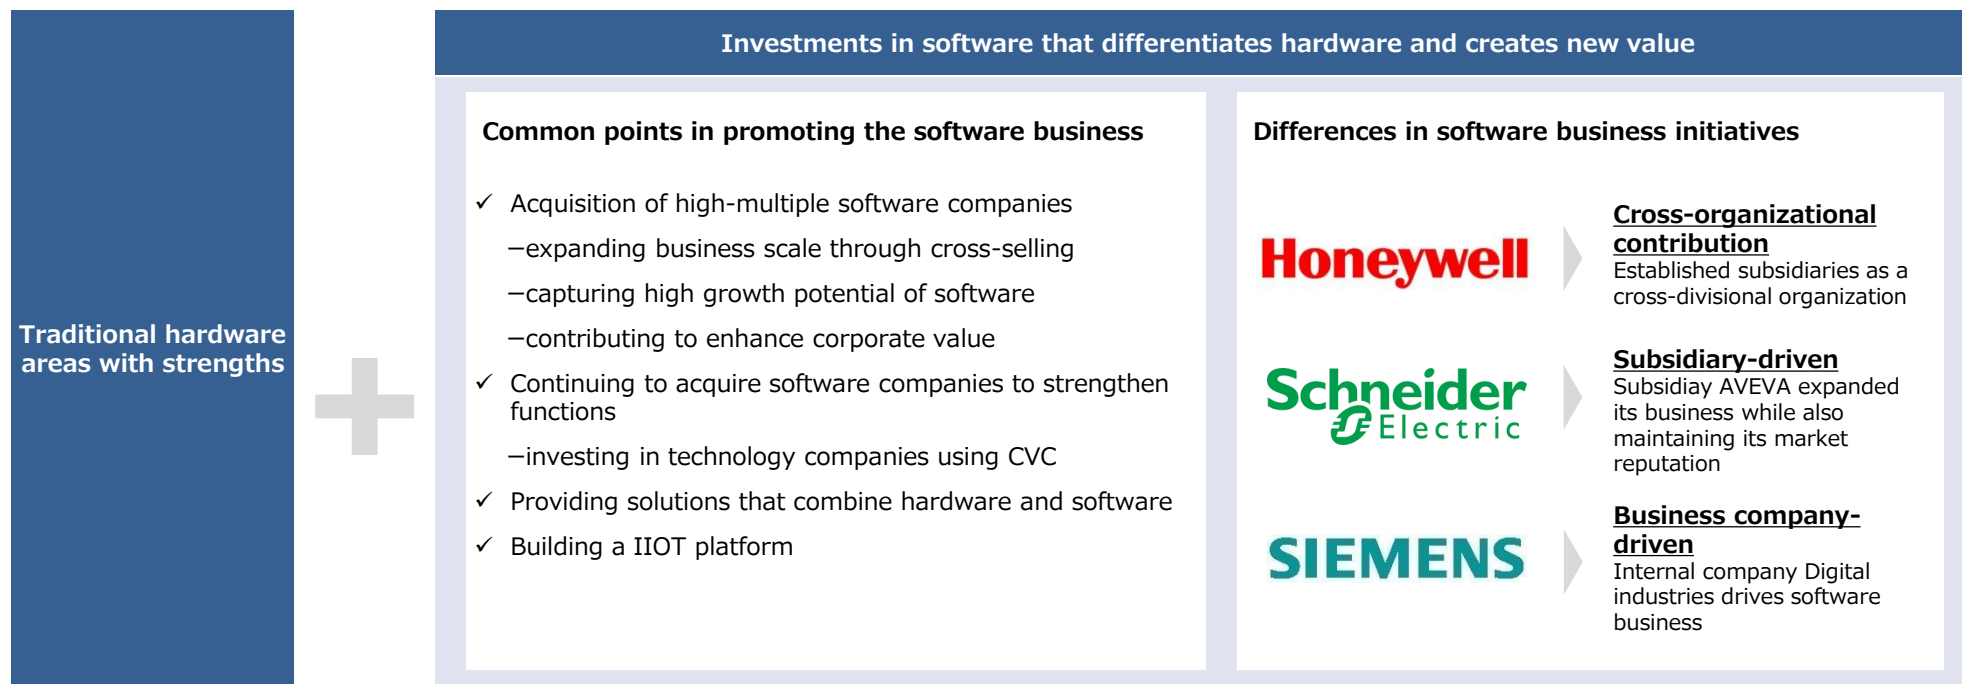 Traditional hardware
areas with strengths
Investments in software that differentiates hardware and creates new value
Common points in promoting the software business
✓ Acquisition of high-multiple software companies
−expanding business scale through cross-selling
−capturing high growth potential of software
−contributing to enhance corporate value
✓ Continuing to acquire software companies to strengthen
functions
−investing in technology companies using CVC
✓ Providing solutions that combine hardware and software
✓ Building a IIOT platform
Differences in software business initiatives
Honeywell
Cross-organizational
contribution
Established subsidiaries as a
cross-divisional organization
Schneider
Electric
Subsidiary-driven
Subsidiay AVEVA expanded
its business while also
maintaining its market
reputation
SIEMENS
Business company-
driven
Internal company Digital
industries drives software
business